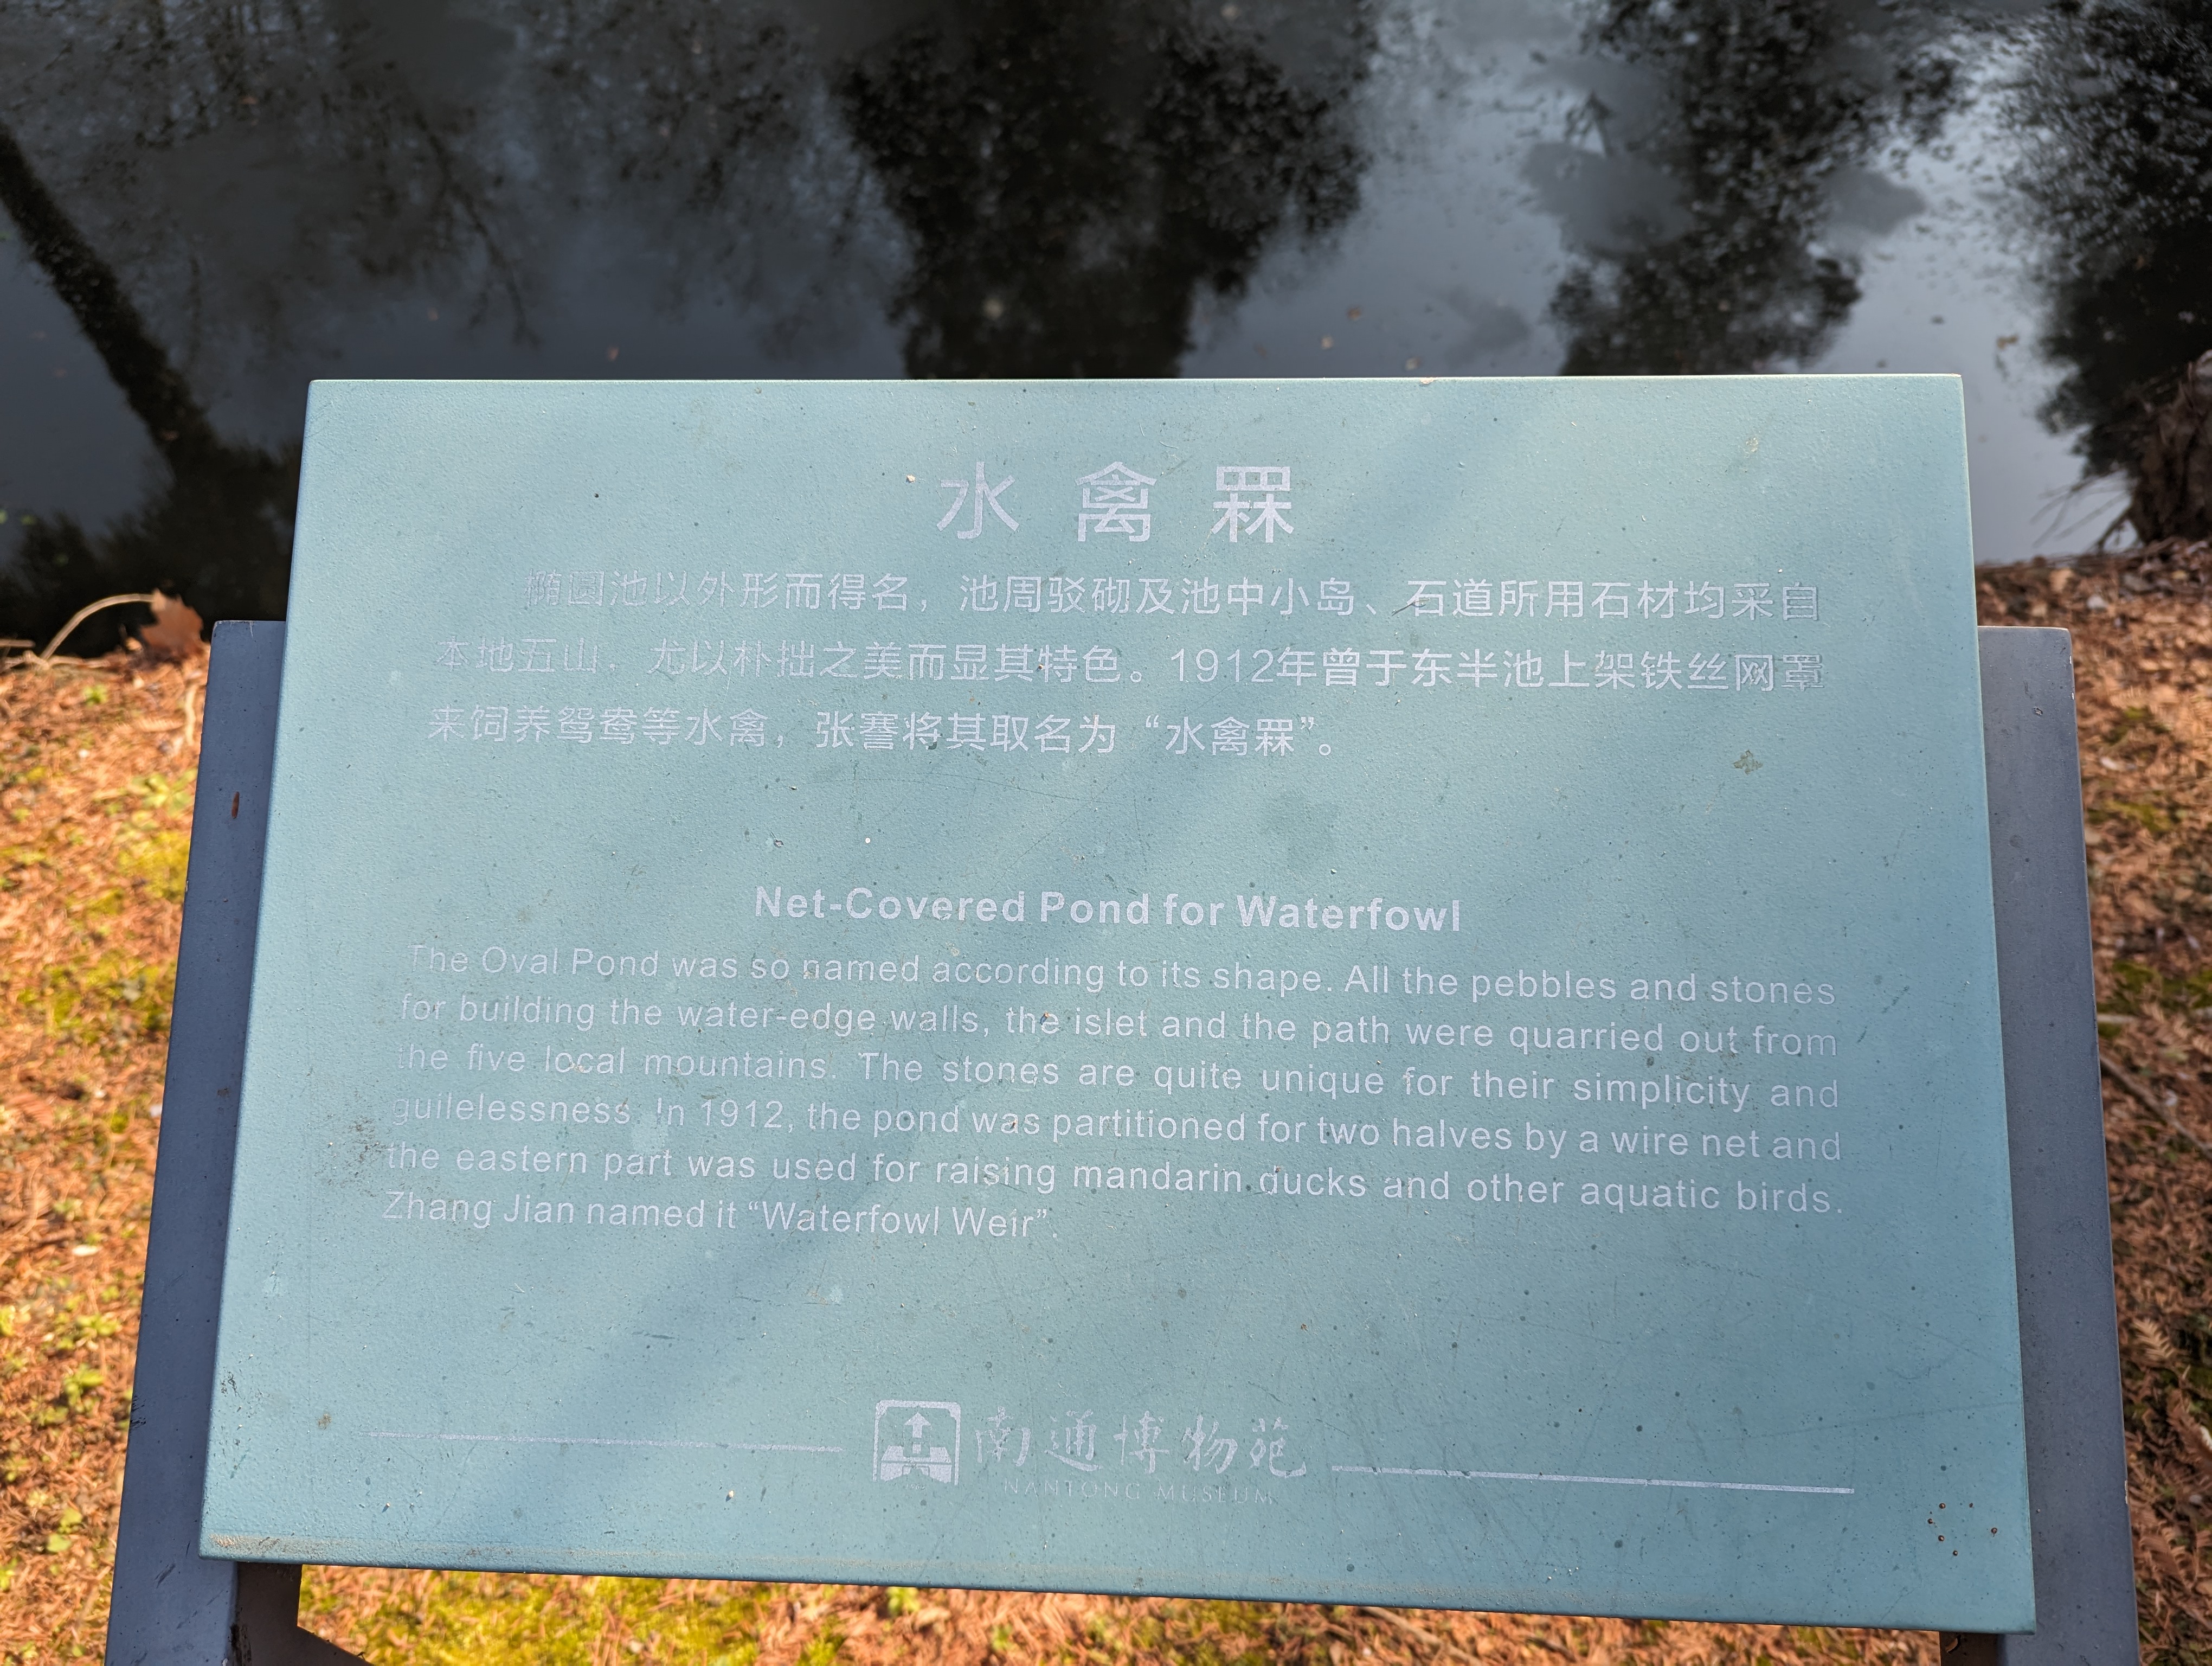 水禽罧
椭圆池以外形而得名，池周驳砌及池中小岛、石道所用石材均采自
本地五山，尤以朴拙之美而显其特色。1912年曾于东半池上架铁丝网罩
来饲养鸳鸯等水禽，张謇将其取名为“水禽罧”。
Net-Covered Pond for Waterfowl
The Oval Pond was so named according to its shape. All the pebbles and stones
for building the water-edge walls, the islet and the path were quarried out from
the five local mountains. The stones are quite unique for their simplicity and
guilelessness. In 1912, the pond was partitioned for two halves by a wire net and
the eastern part was used for raising mandarin ducks and other aquatic birds.
Zhang Jian named it “Waterfowl Weir”.
南通博物苑
NANTONG MUSEUM